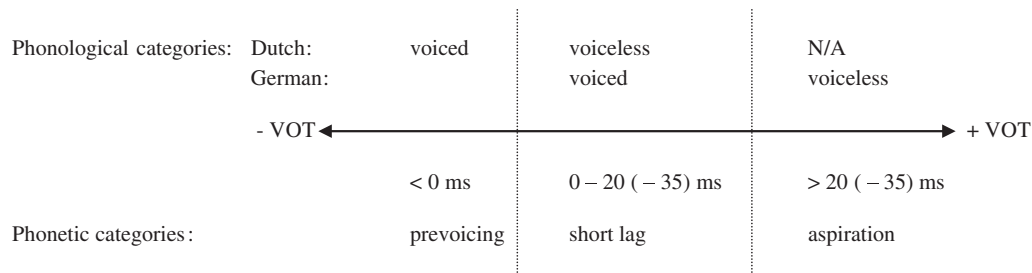 Phonological categories: Dutch: voiced voiceless N/A
German: voiced voiceless
- VOT + VOT
< 0 ms 0 – 20 ( – 35) ms > 20 ( – 35) ms
Phonetic categories: prevoicing short lag aspiration